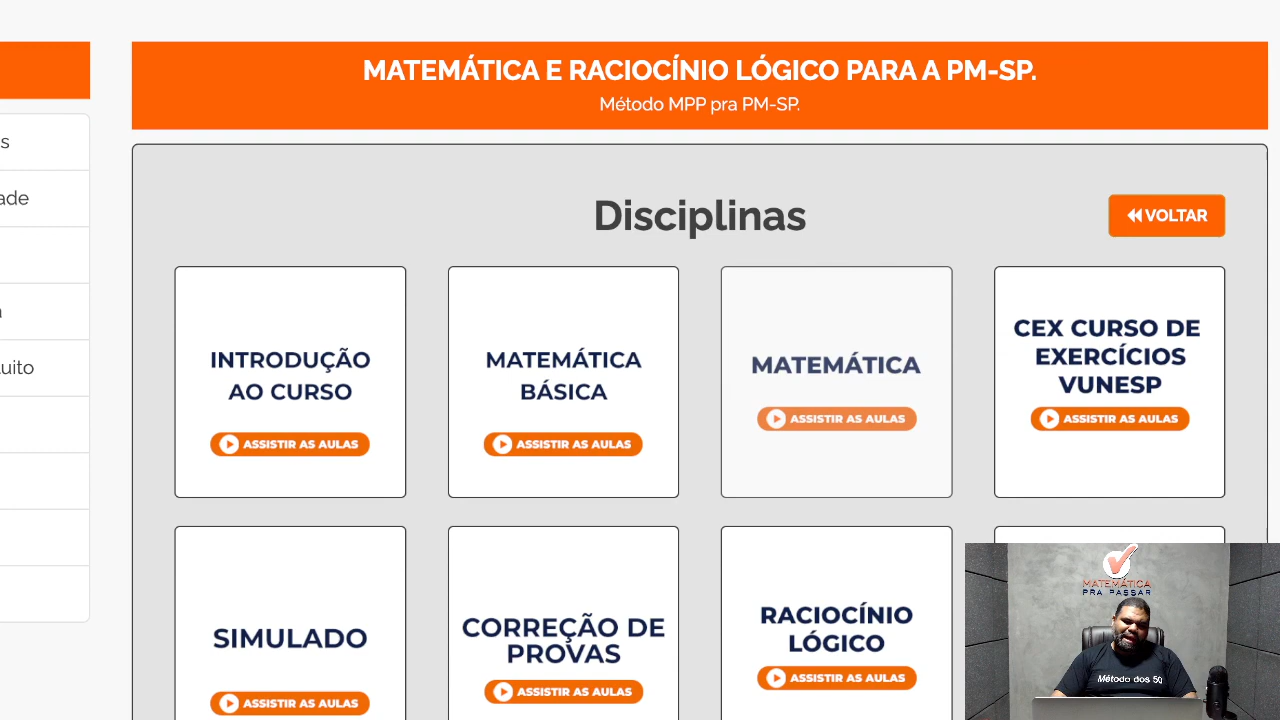 MATEMÁTICA E RACIOCÍNIO LÓGICO PARA A PM-SP.
Método MPP pra PM-SP.
s
ade
uito
Disciplinas
VOLTAR
INTRODUÇÃO
AO CURSO
ASSISTIR AS AULAS
MATEMÁTICA
BÁSICA
ASSISTIR AS AULAS
MATEMÁTICA
ASSISTIR AS AULAS
CEX CURSO DE
EXERCÍCIOS
VUNESP
ASSISTIR AS AULAS
SIMULADO
ASSISTIR AS AULAS
CORREÇÃO DE
PROVAS
ASSISTIR AS AULAS
RACIOCÍNIO
LÓGICO
ASSISTIR AS AULAS
MATEMÁTICA
PRA PASSAR
Método dos 50